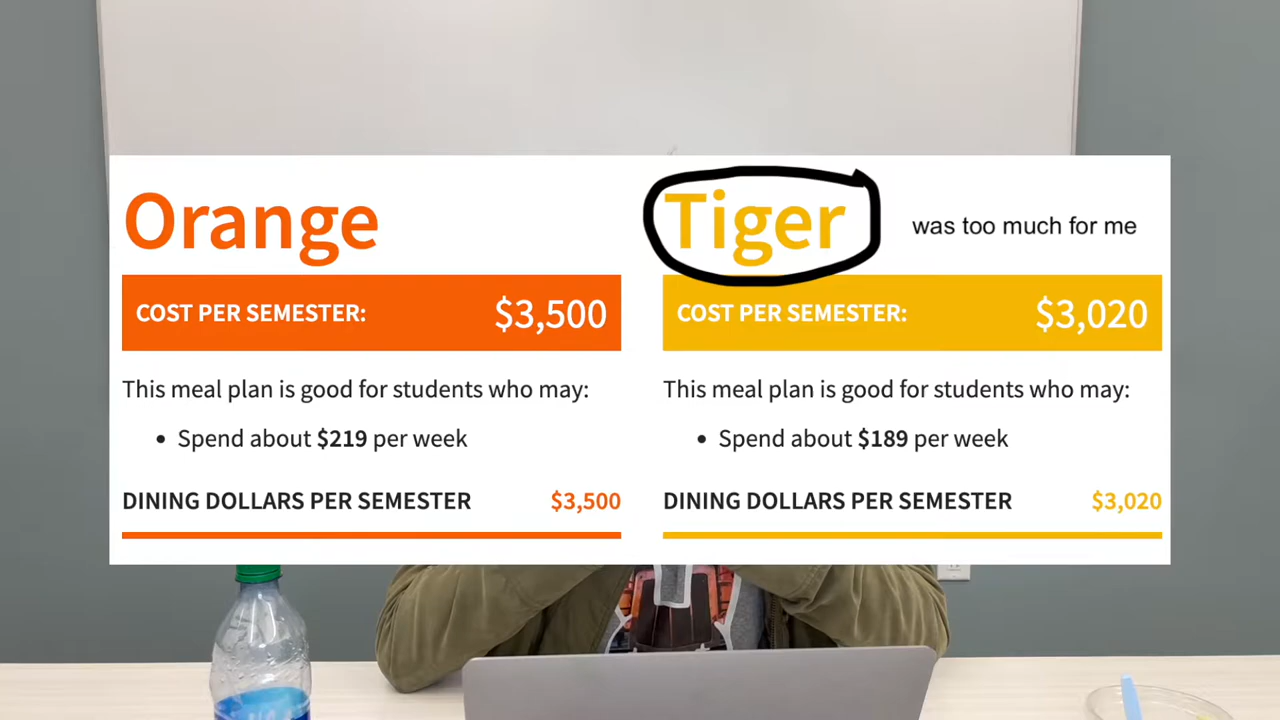 Orange
COST PER SEMESTER: $3,500
This meal plan is good for students who may:
• Spend about $219 per week
DINING DOLLARS PER SEMESTER $3,500
Tiger
was too much for me
COST PER SEMESTER: $3,020
This meal plan is good for students who may:
• Spend about $189 per week
DINING DOLLARS PER SEMESTER $3,020